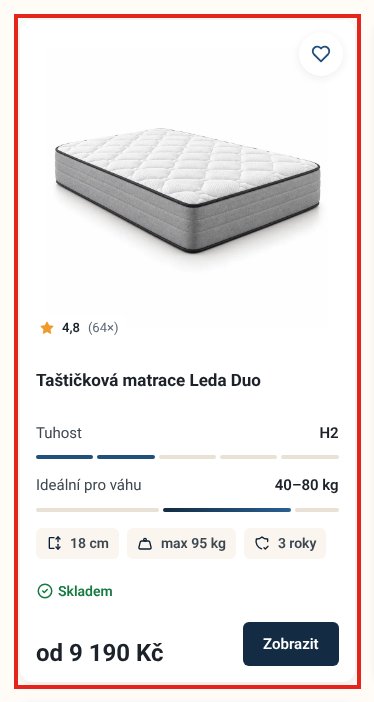 4,8 (64×)
Taštičková matrace Leda Duo
Tuhost H2
Ideální pro váhu 40–80 kg
18 cm max 95 kg 3 roky
Skladem
od 9 190 Kč Zobrazit